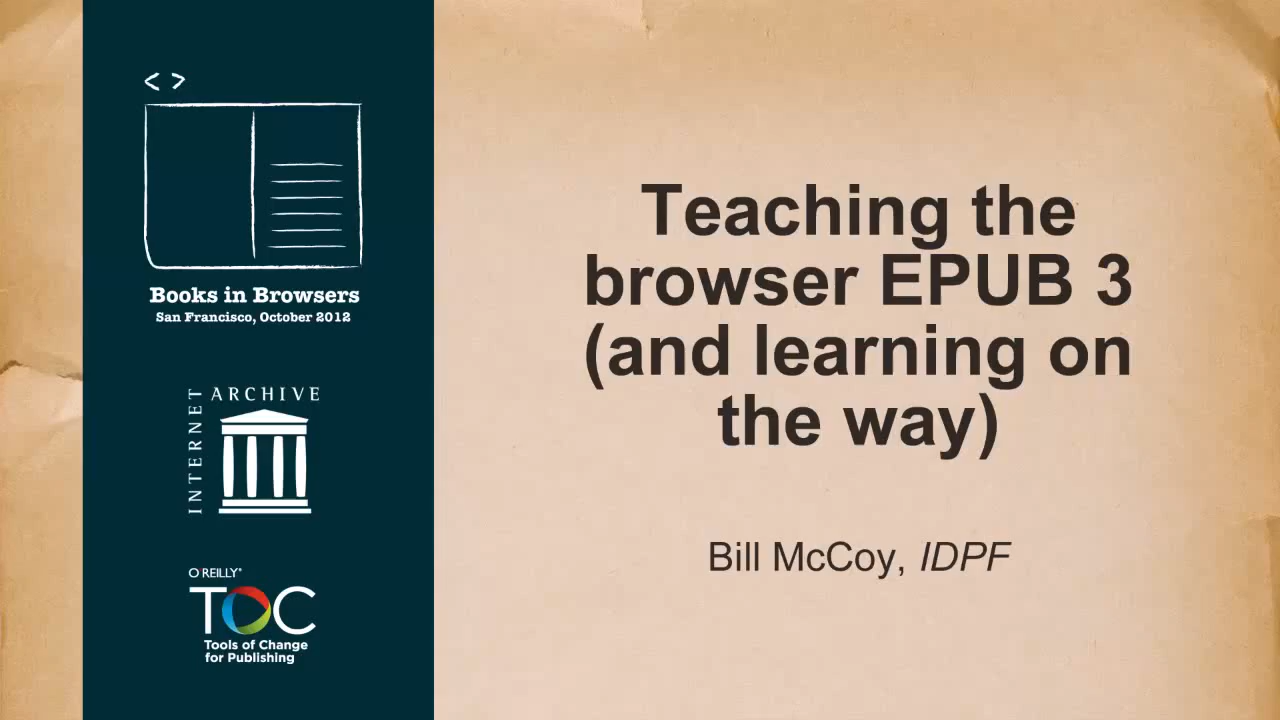 < >
Books in Browsers
San Francisco, October 2012
INTERNET
ARCHIVE
O'REILLY®
TOC
Tools of Change
for Publishing
Teaching the
browser EPUB 3
(and learning on
the way)
Bill McCoy, IDPF